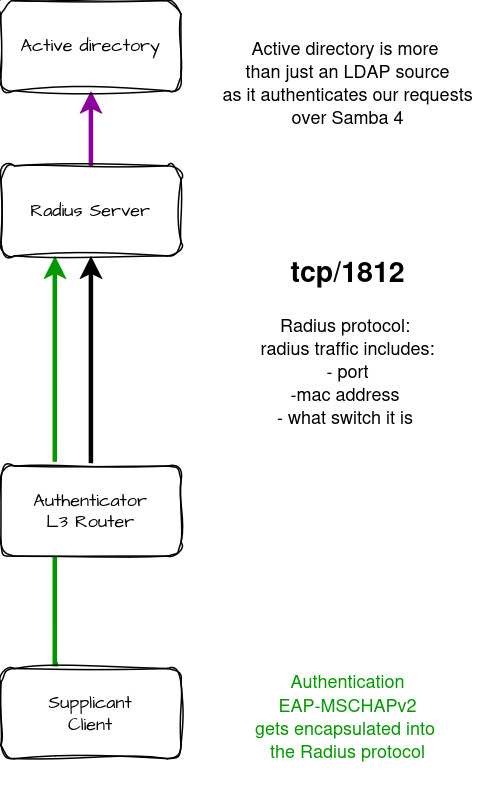 Active directory
Active directory is more
than just an LDAP source
as it authenticates our requests
over Samba 4
Radius Server
tcp/1812
Radius protocol:
radius traffic includes:
- port
-mac address
- what switch it is
Authenticator
L3 Router
Supplicant
Client
Authentication
EAP-MSCHAPv2
gets encapsulated into
the Radius protocol